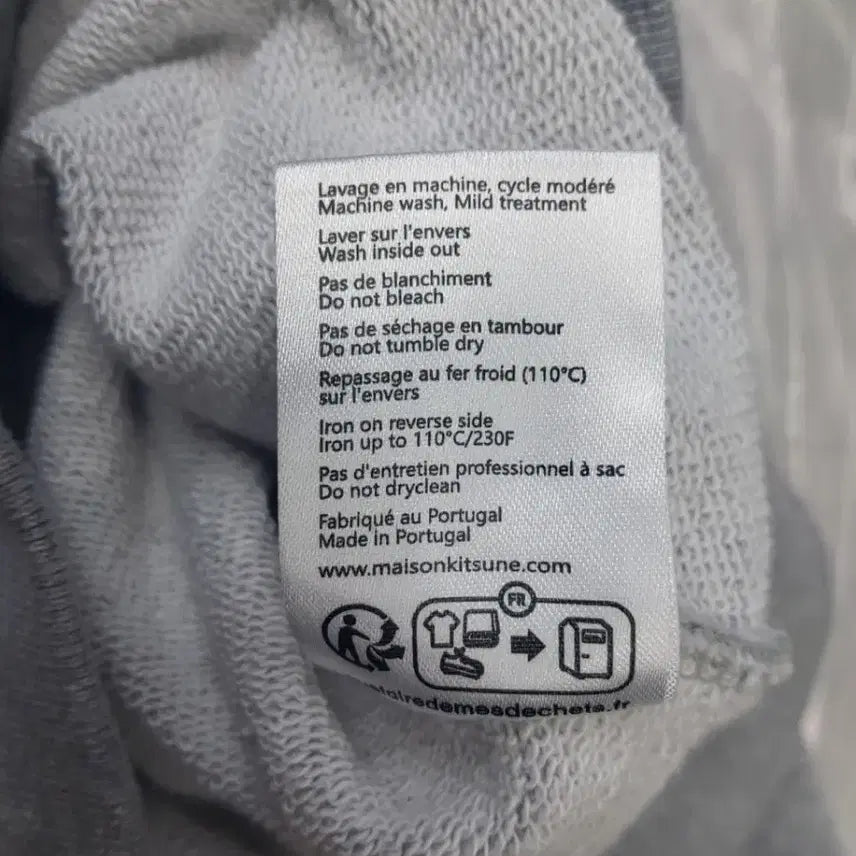 Lavage en machine, cycle modéré
Machine wash, Mild treatment
Laver sur l'envers
Wash inside out
Pas de blanchiment
Do not bleach
Pas de séchage en tambour
Do not tumble dry
Repassage au fer froid (110°C)
sur l'envers
Iron on reverse side
Iron up to 110°C/230F
Pas d'entretien professionnel à sac
Do not dryclean
Fabriqué au Portugal
Made in Portugal
www.maisonkitsune.com
FR